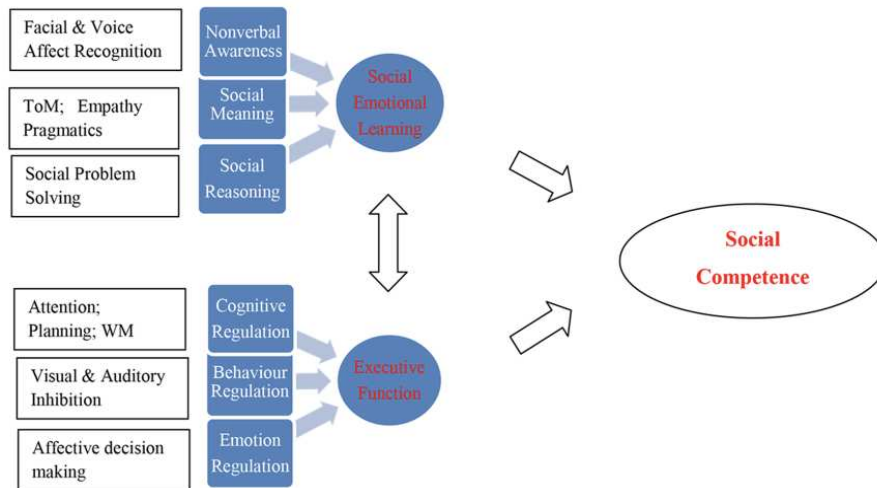 Facial & Voice
Affect Recognition
Nonverbal
Awareness
ToM; Empathy
Pragmatics
Social
Meaning
Social Problem
Solving
Social
Reasoning
Social
Emotional
Learning
Attention;
Planning; WM
Cognitive
Regulation
Visual & Auditory
Inhibition
Behaviour
Regulation
Affective decision
making
Emotion
Regulation
Executive
Function
Social
Competence